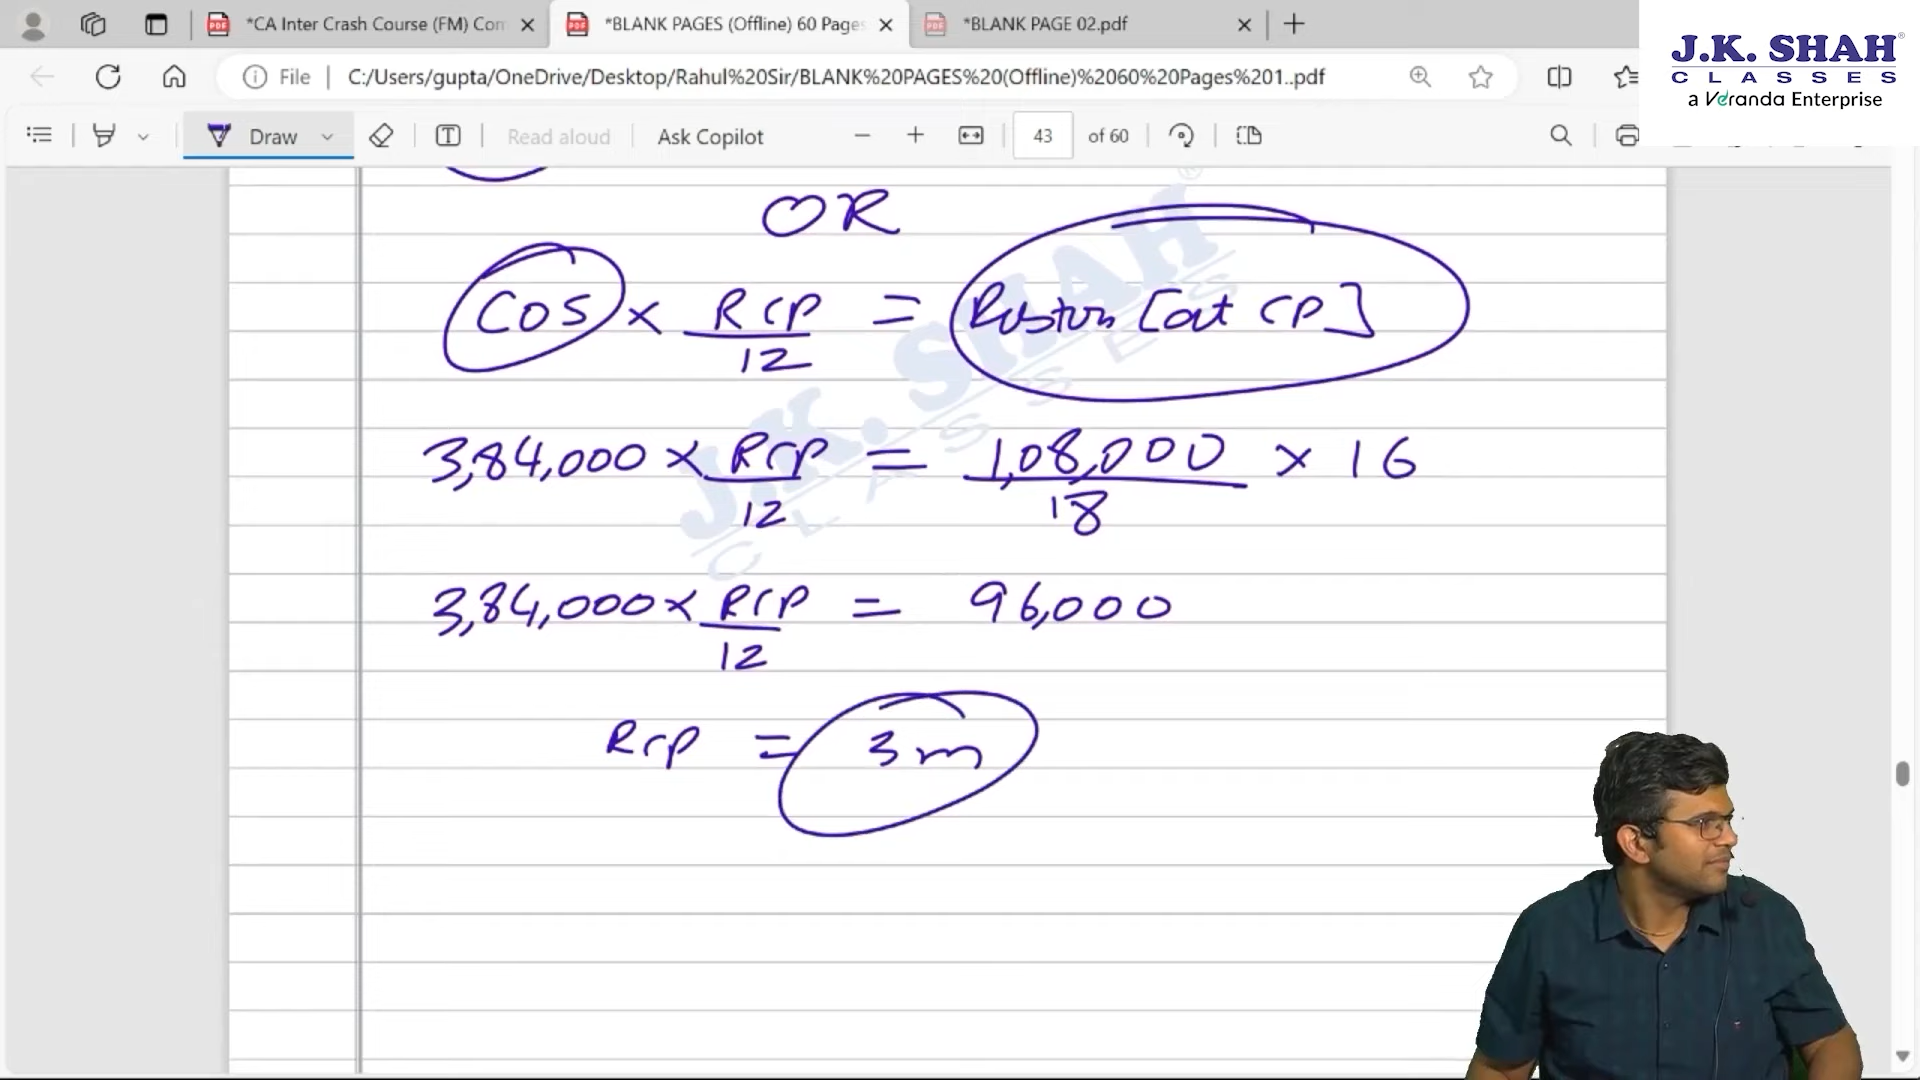 *CA Inter Crash Course (FM) Com
*BLANK PAGES (Offline) 60 Pages
*BLANK PAGE 02.pdf
J.K. SHAH®
CLASSES
a Veranda Enterprise
File
C:/Users/gupta/OneDrive/Desktop/Rahul%20Sir/BLANK%20PAGES%20(Offline)%2060%20Pages%201..pdf
Draw
Read aloud
Ask Copilot
43 of 60
OR
COS × RCP/12 = [at CP]
3,84,000 × RCP/12 = 1,08,000/18 × 16
3,84,000 × RCP/12 = 96,000
RCP = 3m
J.K. SHAH®
CLASSES